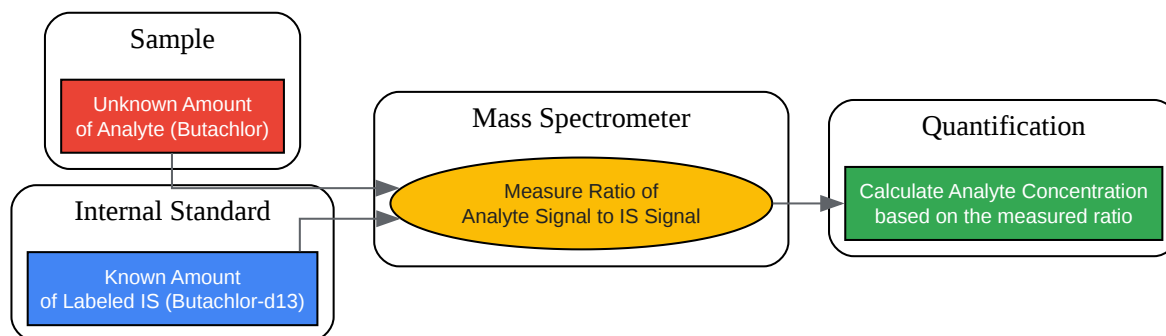 Sample
Unknown Amount
of Analyte (Butachlor)
Internal Standard
Known Amount
of Labeled IS (Butachlor-d13)
Mass Spectrometer
Measure Ratio of
Analyte Signal to IS Signal
Quantification
Calculate Analyte Concentration
based on the measured ratio